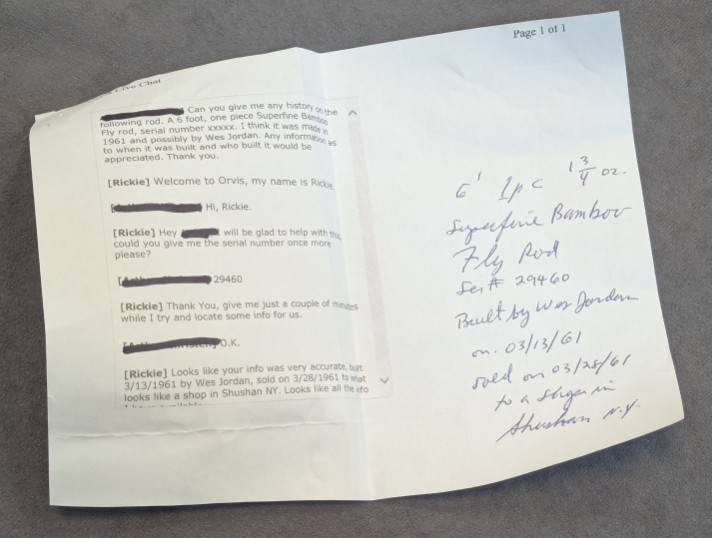 Page 1 of 1
Live Chat
Can you give me any history on the
following rod. A 6 foot, one piece Superfine Bamboo
Fly rod, serial number xxxxx. I think it was made in
1961 and possibly by Wes Jordan. Any information as
to when it was built and who built it would be
appreciated. Thank you.
[Rickie] Welcome to Orvis, my name is Rickie.
Hi, Rickie.
[Rickie] Hey will be glad to help with this,
could you give me the serial number once more
please?
29460
[Rickie] Thank You, give me just a couple of minutes
while I try and locate some info for us.
O.K.
[Rickie] Looks like your info was very accurate, built
3/13/1961 by Wes Jordan, sold on 3/28/1961 to what
looks like a shop in Shushan NY. Looks like all the info
6' 1pc 1 3/4 oz.
Superfine Bamboo
Fly Rod
Ser# 29460
Built by Wes Jordan
on. 03/13/61
sold on 03/28/61
to a shop in
Shushan N.Y.